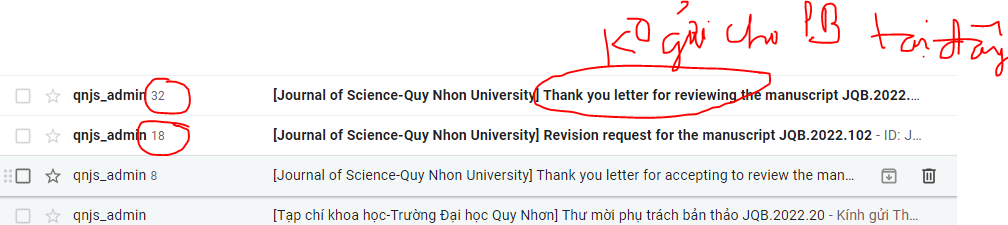 Ko gửi cho PB tại đây
qnjs_admin 32 [Journal of Science-Quy Nhon University] Thank you letter for reviewing the manuscript JQB.2022....
qnjs_admin 18 [Journal of Science-Quy Nhon University] Revision request for the manuscript JQB.2022.102 - ID: J...
qnjs_admin 8 [Journal of Science-Quy Nhon University] Thank you letter for accepting to review the man...
qnjs_admin [Tạp chí khoa học-Trường Đại học Quy Nhơn] Thư mời phụ trách bản thảo JQB.2022.20 - Kính gửi Th...